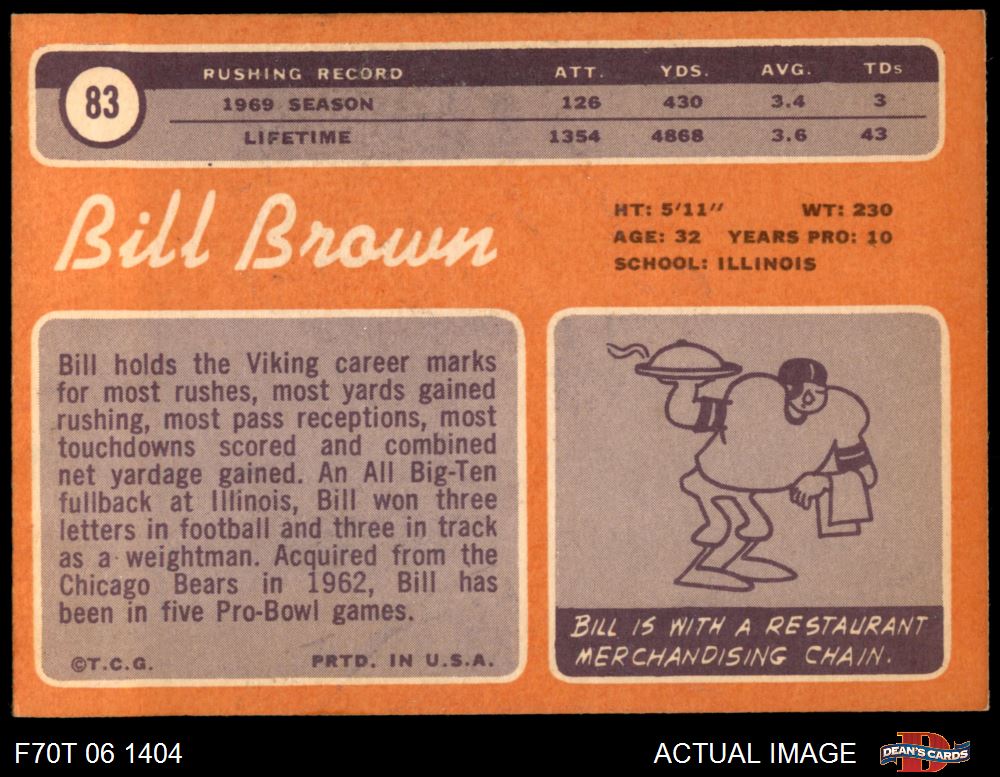 83
RUSHING RECORD ATT. YDS. AVG. TDs
1969 SEASON 126 430 3.4 3
LIFETIME 1354 4868 3.6 43
Bill Brown
HT: 5'11" WT: 230
AGE: 32 YEARS PRO: 10
SCHOOL: ILLINOIS
Bill holds the Viking career marks
for most rushes, most yards gained
rushing, most pass receptions, most
touchdowns scored and combined
net yardage gained. An All Big-Ten
fullback at Illinois, Bill won three
letters in football and three in track
as a weightman. Acquired from the
Chicago Bears in 1962, Bill has
been in five Pro-Bowl games.
©T.C.G. PRTD. IN U.S.A.
BILL IS WITH A RESTAURANT
MERCHANDISING CHAIN.
F70T 06 1404
ACTUAL IMAGE
D
DEAN'S CARDS